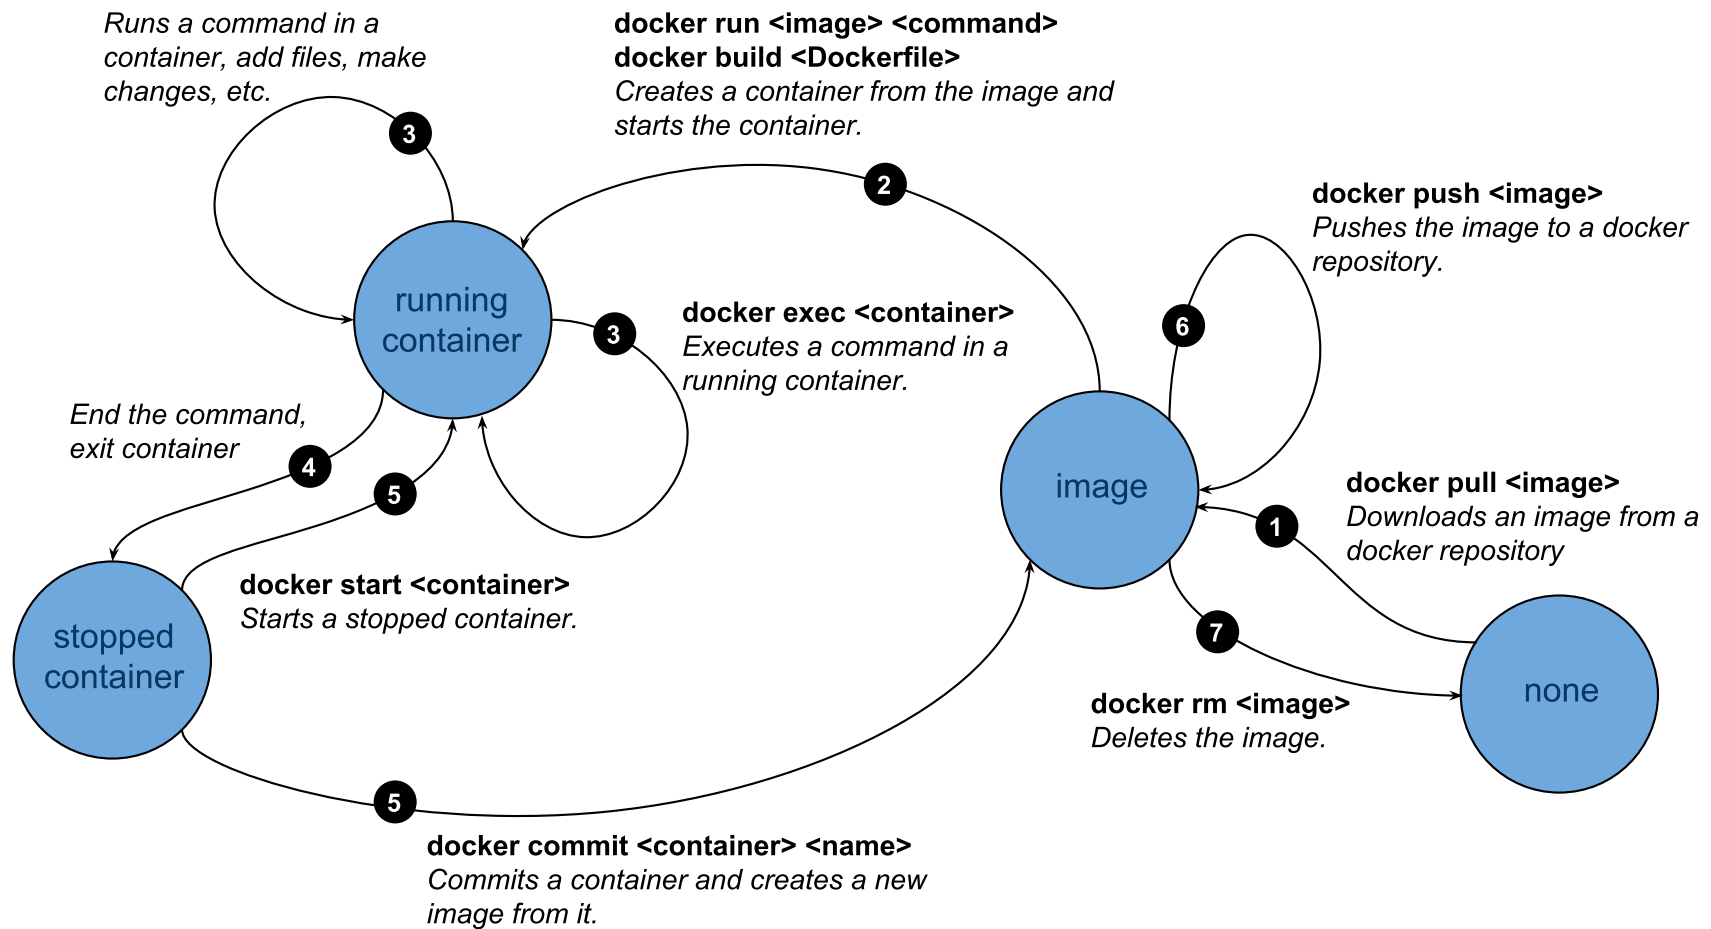 Runs a command in a
container, add files, make
changes, etc.
3
docker run <image> <command>
docker build <Dockerfile>
Creates a container from the image and
starts the container.
2
docker push <image>
Pushes the image to a docker
repository.
6
running
container
3
docker exec <container>
Executes a command in a
running container.
End the command,
exit container
4
5
docker start <container>
Starts a stopped container.
image
docker pull <image>
Downloads an image from a
docker repository
1
7
docker rm <image>
Deletes the image.
none
stopped
container
5
docker commit <container> <name>
Commits a container and creates a new
image from it.